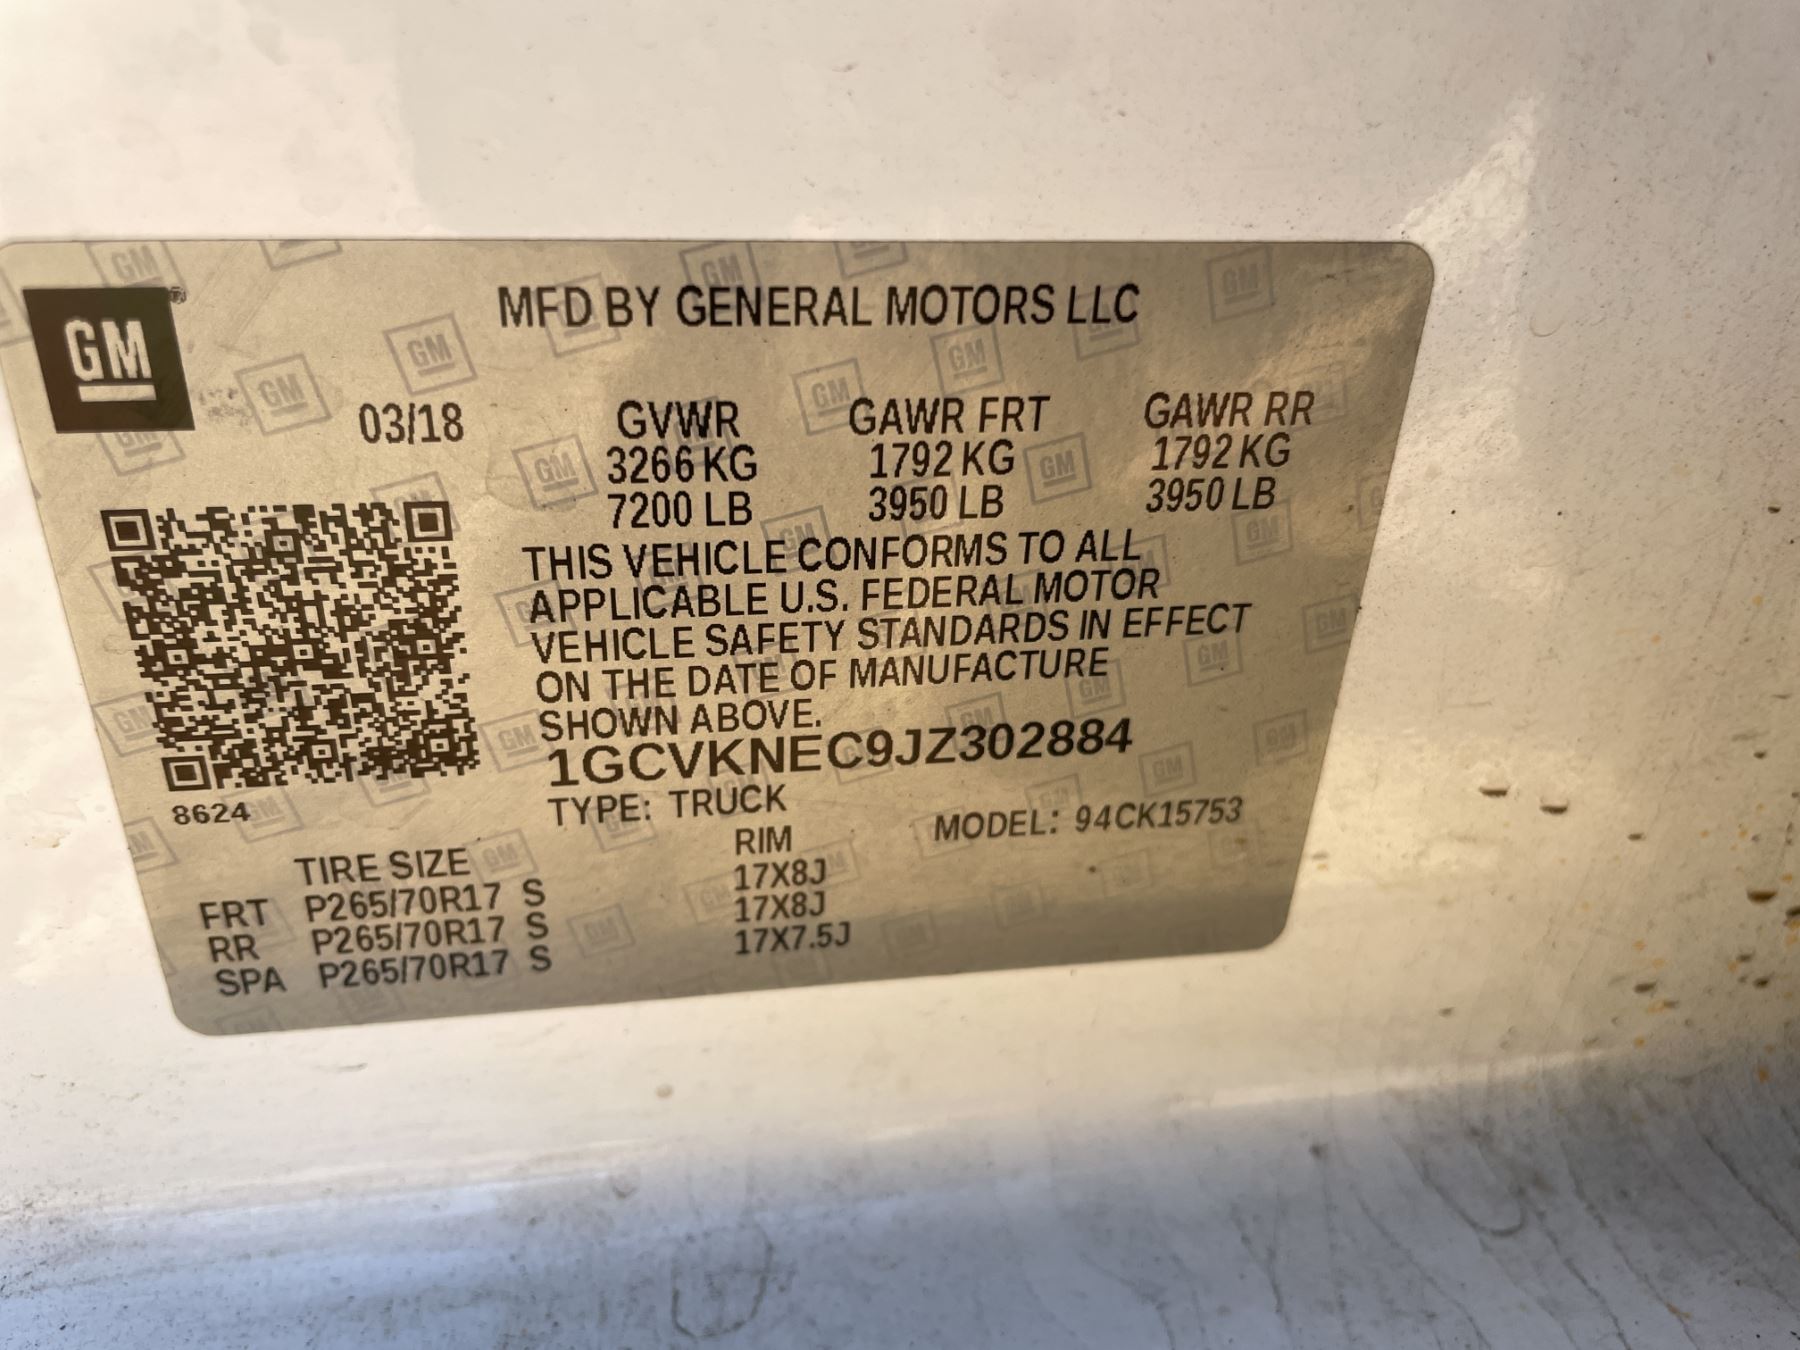 GM
MFD BY GENERAL MOTORS LLC
03/18 GVWR GAWR FRT GAWR RR
3266 KG 1792 KG 1792 KG
7200 LB 3950 LB 3950 LB
THIS VEHICLE CONFORMS TO ALL
APPLICABLE U.S. FEDERAL MOTOR
VEHICLE SAFETY STANDARDS IN EFFECT
ON THE DATE OF MANUFACTURE
SHOWN ABOVE.
1GCVKNEC9JZ302884
8624
TYPE: TRUCK MODEL: 94CK15753
TIRE SIZE RIM
FRT P265/70R17 S 17X8J
RR P265/70R17 S 17X8J
SPA P265/70R17 S 17X7.5J